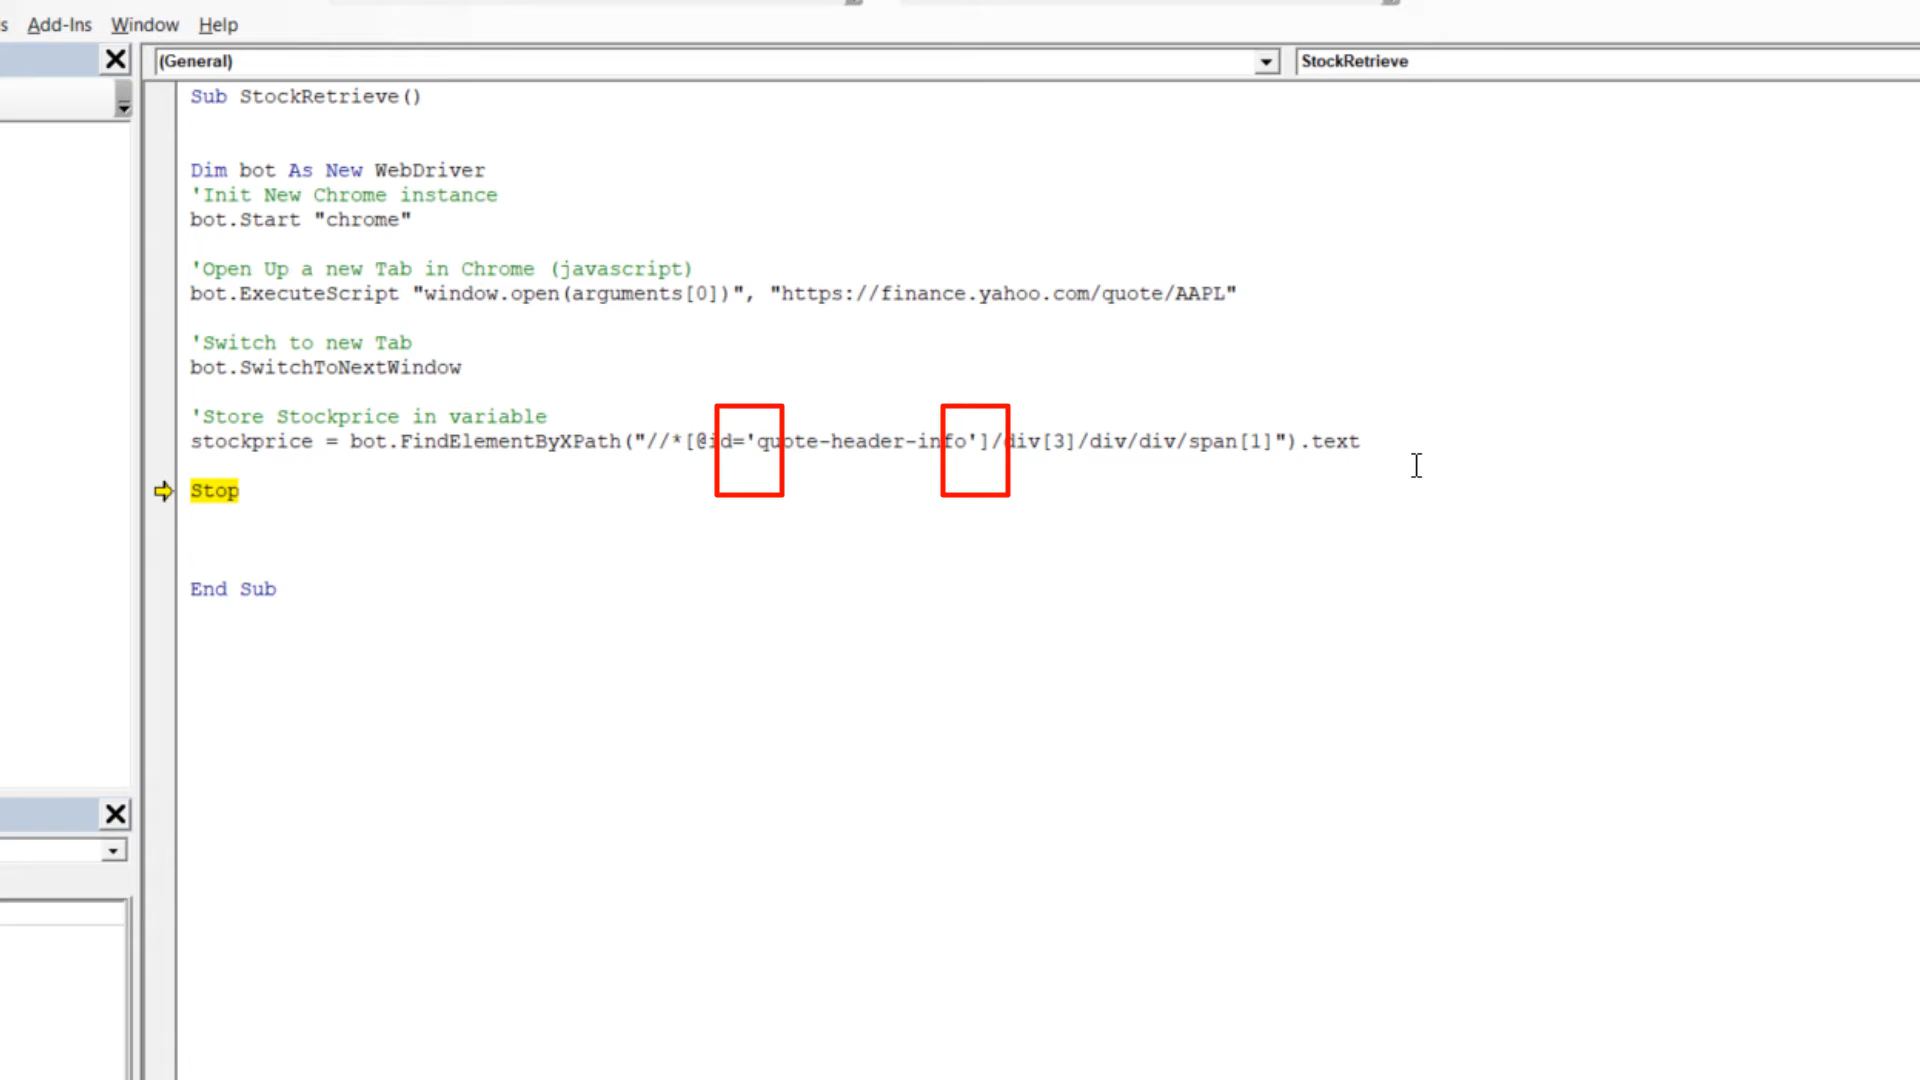 s Add-Ins Window Help
(General) StockRetrieve
Sub StockRetrieve()
Dim bot As New WebDriver
'Init New Chrome instance
bot.Start "chrome"
'Open Up a new Tab in Chrome (javascript)
bot.ExecuteScript "window.open(arguments[0])", "https://finance.yahoo.com/quote/AAPL"
'Switch to new Tab
bot.SwitchToNextWindow
'Store Stockprice in variable
stockprice = bot.FindElementByXPath("//*[@id='quote-header-info']/div[3]/div/div/span[1]").text
Stop
End Sub